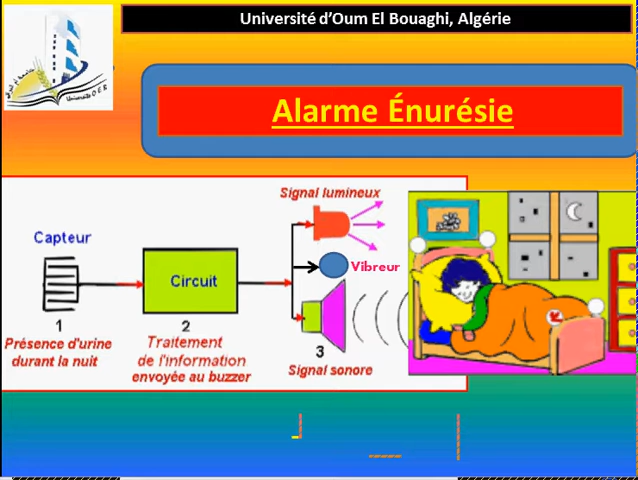 Université d'Oum El Bouaghi, Algérie
Alarme Énurésie
Signal lumineux
Capteur
Vibreur
Circuit
1
2
3
Présence d'urine
durant la nuit
Traitement
de l'information
envoyée au buzzer
Signal sonore